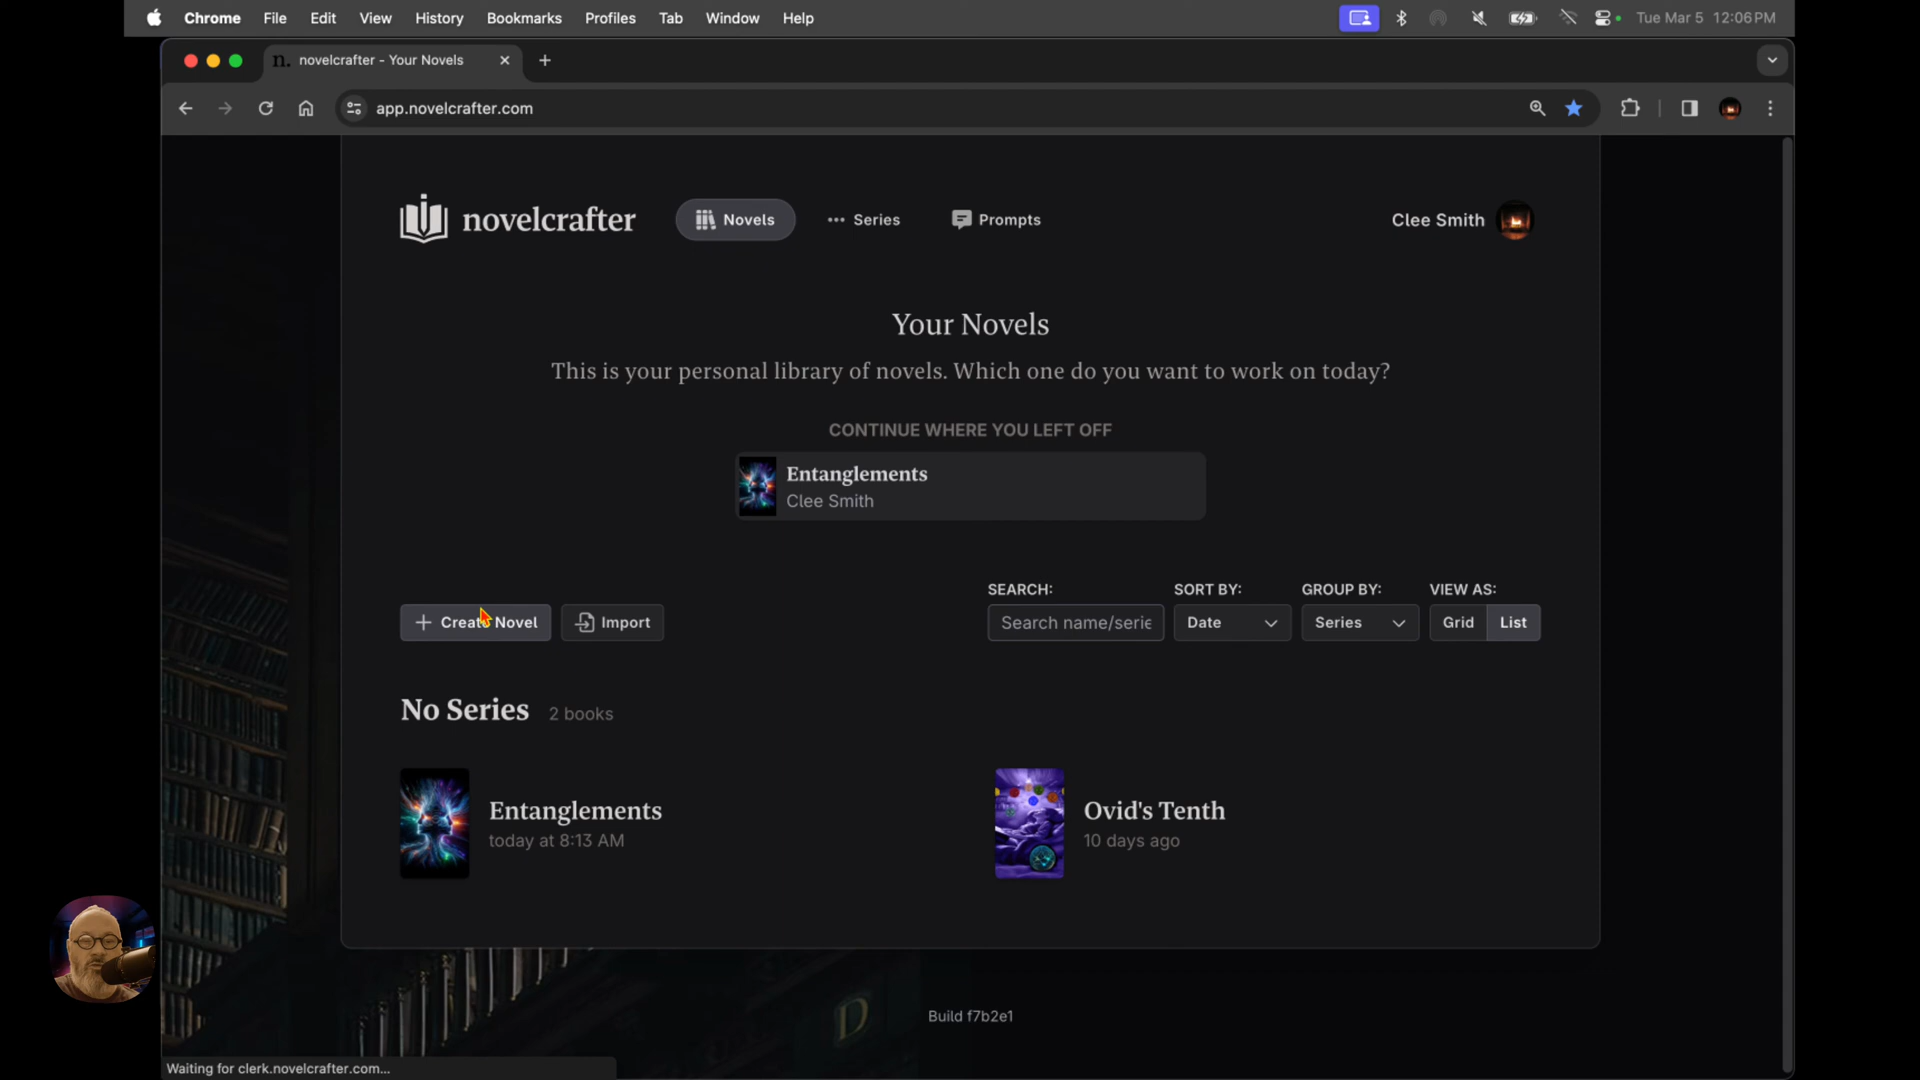 Chrome File Edit View History Bookmarks Profiles Tab Window Help Tue Mar 5 12:06 PM
n. novelcrafter - Your Novels
app.novelcrafter.com
novelcrafter Novels Series Prompts Clee Smith
Your Novels
This is your personal library of novels. Which one do you want to work on today?
CONTINUE WHERE YOU LEFT OFF
Entanglements
Clee Smith
SEARCH: SORT BY: GROUP BY: VIEW AS:
Create Novel Import Search name/serie Date Series Grid List
No Series 2 books
Entanglements
today at 8:13 AM
Ovid's Tenth
10 days ago
D
Build f7b2e1
Waiting for clerk.novelcrafter.com...